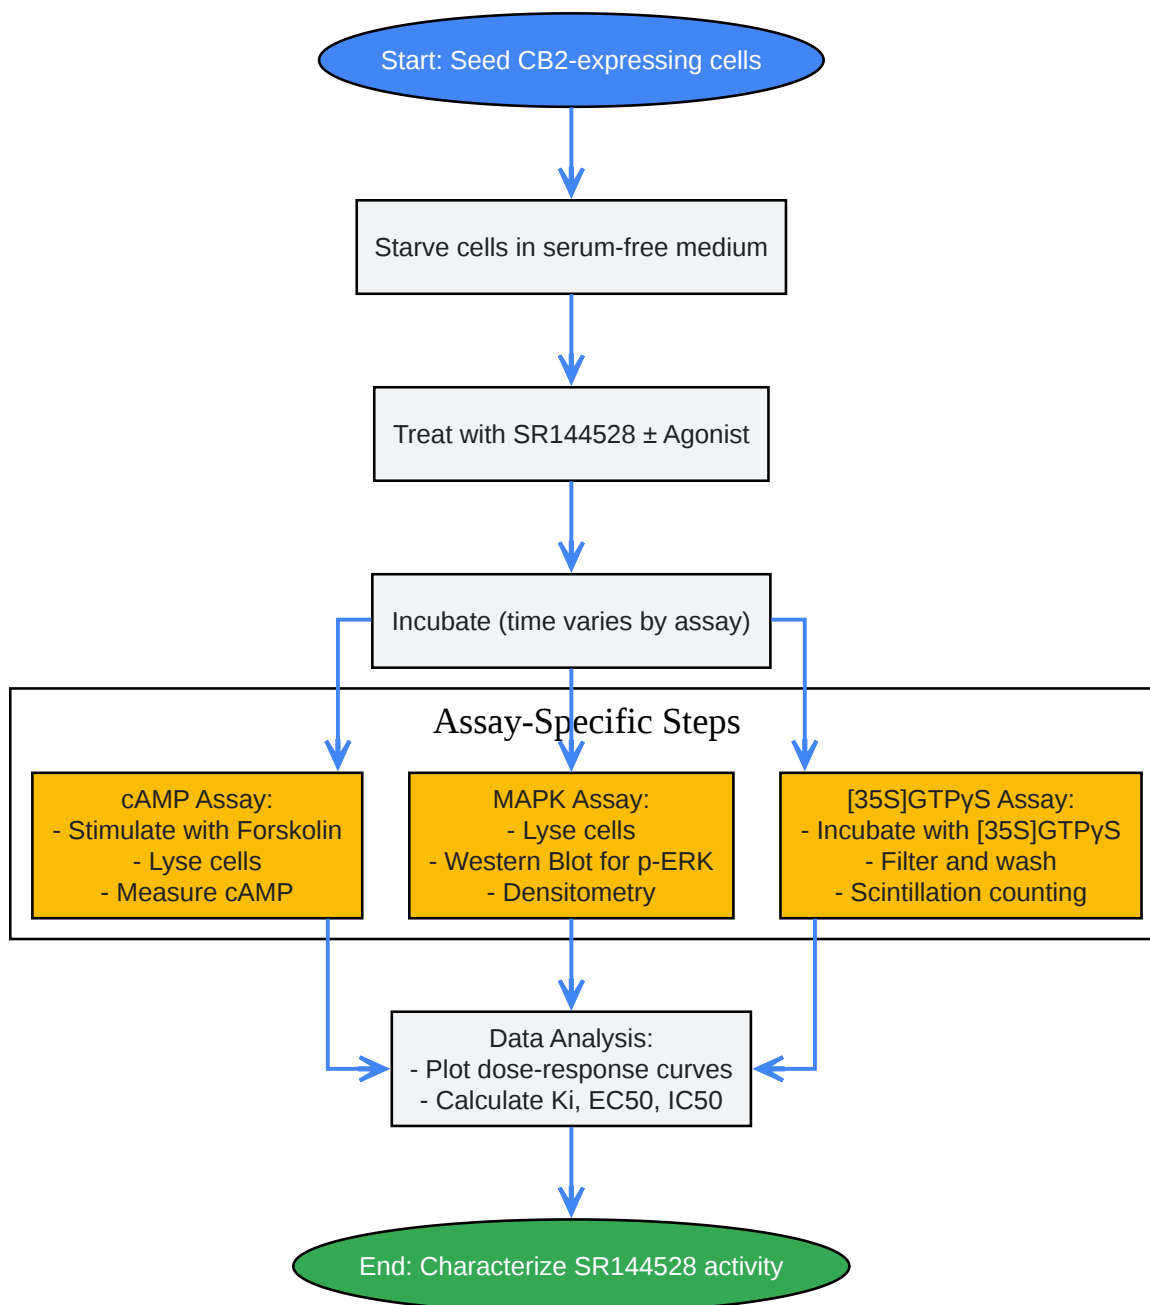 Start: Seed CB2-expressing cells
Starve cells in serum-free medium
Treat with SR144528 ± Agonist
Incubate (time varies by assay)
Assay-Specific Steps
cAMP Assay:
- Stimulate with Forskolin
- Lyse cells
- Measure cAMP
MAPK Assay:
- Lyse cells
- Western Blot for p-ERK
- Densitometry
[35S]GTPγS Assay:
- Incubate with [35S]GTPγS
- Filter and wash
- Scintillation counting
Data Analysis:
- Plot dose-response curves
- Calculate Ki, EC50, IC50
End: Characterize SR144528 activity